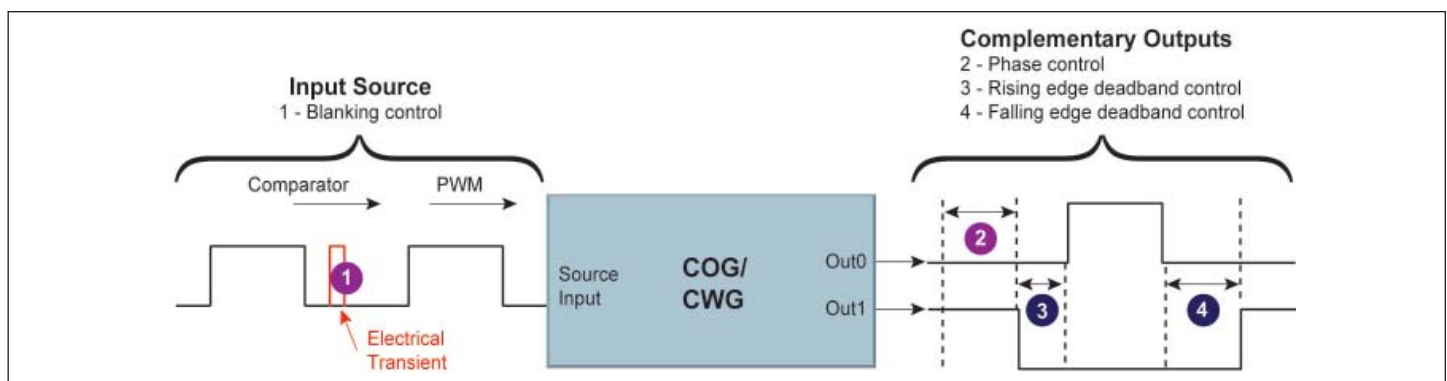 Input Source
1 - Blanking control
Comparator
PWM
1
Electrical
Transient
Source
Input
COG/
CWG
Out0
Out1
Complementary Outputs
2 - Phase control
3 - Rising edge deadband control
4 - Falling edge deadband control
2
3
4